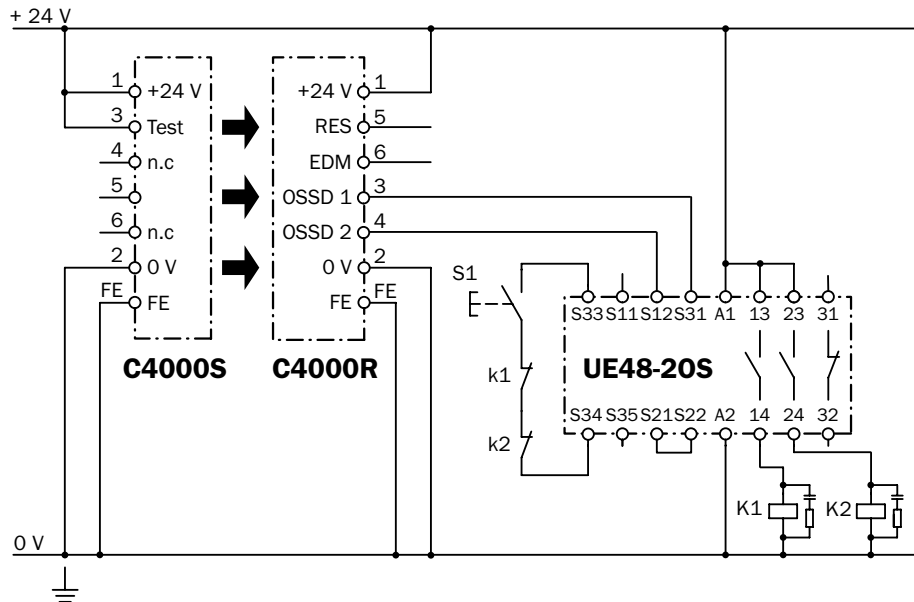 + 24 V
1 +24 V
3 Test
4 n.c
5
6 n.c
2 0 V
FE FE
C4000S
+24 V 1
RES 5
EDM 6
OSSD 1 3
OSSD 2 4
0 V 2
FE FE
C4000R
S1
k1
k2
S33 S11 S12 S31 A1 13 23 31
UE48-20S
S34 S35 S21 S22 A2 14 24 32
K1
K2
0 V